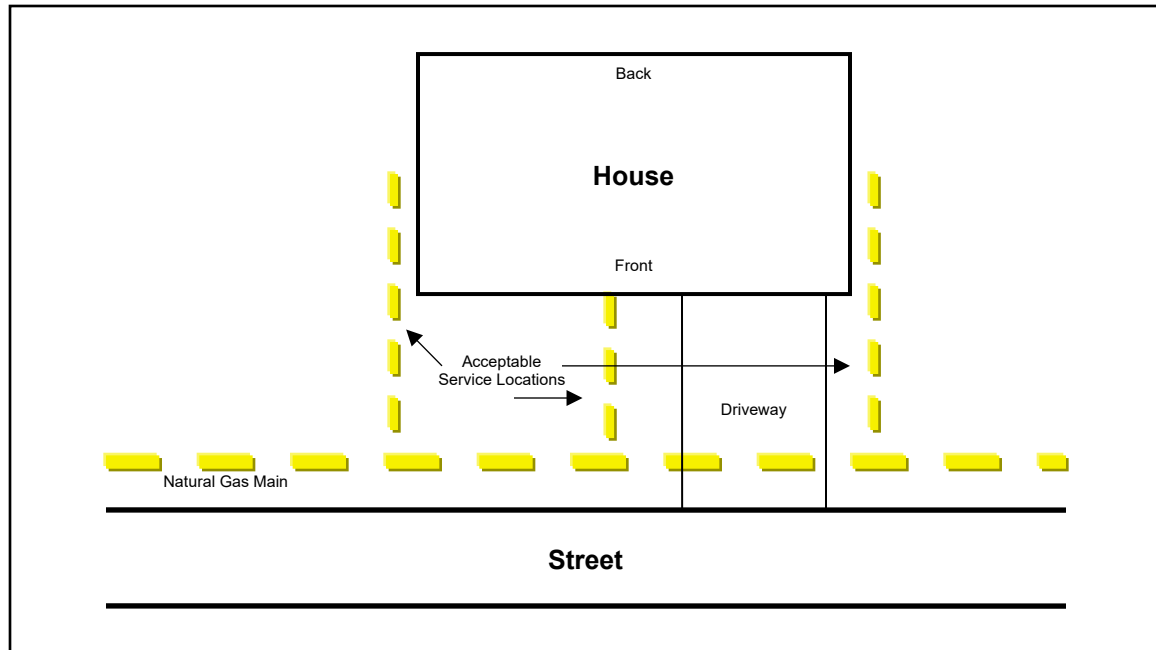 Back
House
Front
Acceptable
Service Locations
Driveway
Natural Gas Main
Street